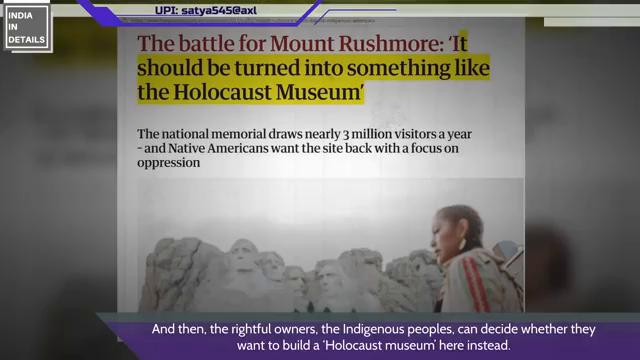 UPI: satya545@axl
INDIA
IN
DETAILS
The battle for Mount Rushmore: ‘It
should be turned into something like
the Holocaust Museum’
The national memorial draws nearly 3 million visitors a year
– and Native Americans want the site back with a focus on
oppression
And then, the rightful owners, the Indigenous peoples, can decide whether they
want to build a ‘Holocaust museum’ here instead.